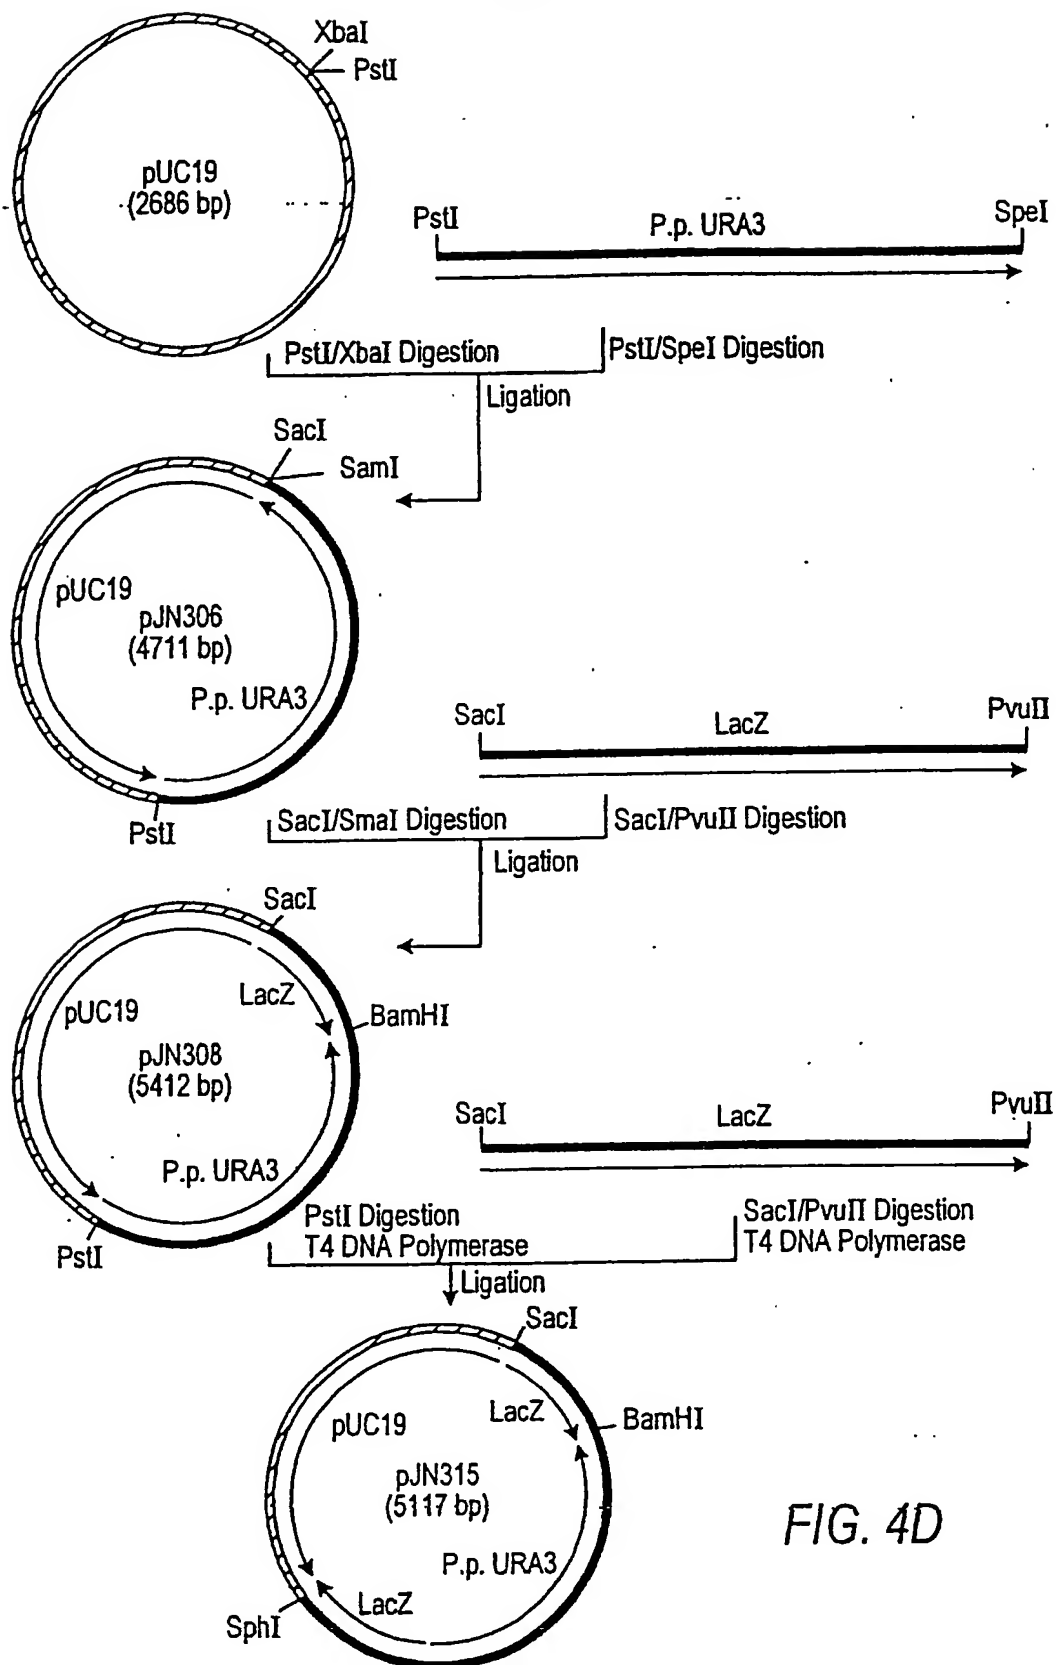 XbaI
PstI
pUC19
(2686 bp)
PstI
P.p. URA3
SpeI
PstI/XbaI Digestion
PstI/SpeI Digestion
Ligation
SacI
SamI
pUC19
pJN306
(4711 bp)
P.p. URA3
PstI
SacI
LacZ
PvuII
SacI/SmaI Digestion
SacI/PvuII Digestion
Ligation
SacI
LacZ
pUC19
BamHI
pJN308
(5412 bp)
P.p. URA3
PstI
SacI
LacZ
PvuII
PstI Digestion
T4 DNA Polymerase
SacI/PvuII Digestion
T4 DNA Polymerase
Ligation
SacI
LacZ
BamHI
pUC19
pJN315
(5117 bp)
P.p. URA3
LacZ
SphI
FIG. 4D